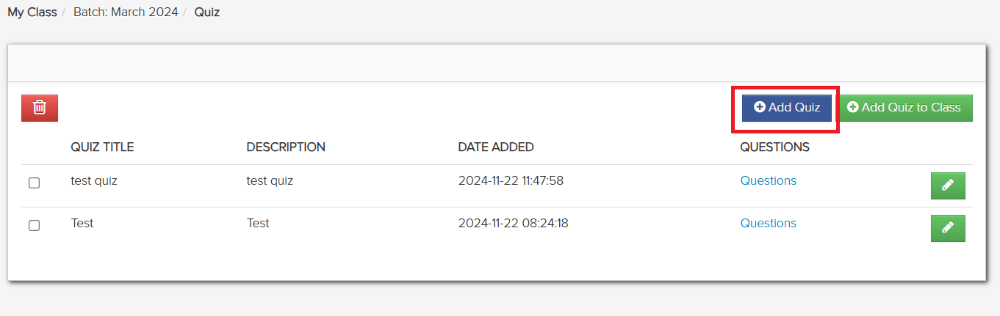 My Class / Batch: March 2024 / Quiz
Add Quiz Add Quiz to Class
QUIZ TITLE DESCRIPTION DATE ADDED QUESTIONS
test quiz test quiz 2024-11-22 11:47:58 Questions
Test Test 2024-11-22 08:24:18 Questions